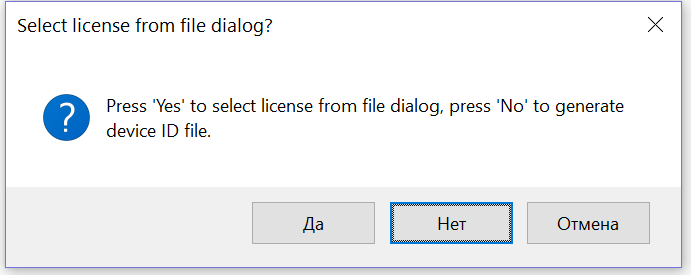 Select license from file dialog?
Press 'Yes' to select license from file dialog, press 'No' to generate
device ID file.
Да
Нет
Отмена